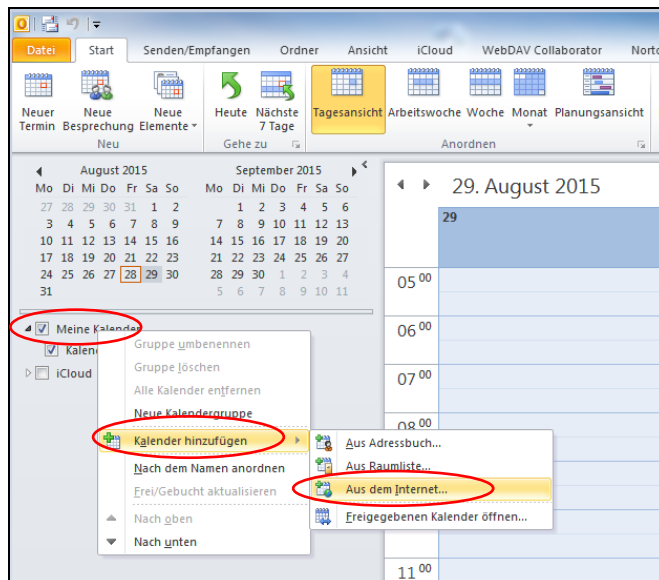 Datei Start Senden/Empfangen Ordner Ansicht iCloud WebDAV Collaborator
Neuer Termin
Neue Besprechung
Neue Elemente
Neu
Heute
Nächste 7 Tage
Gehe zu
Tagesansicht Arbeitswoche Woche Monat Planungsansicht
Anordnen
August 2015
Mo Di Mi Do Fr Sa So
27 28 29 30 31 1 2
3 4 5 6 7 8 9
10 11 12 13 14 15 16
17 18 19 20 21 22 23
24 25 26 27 28 29 30
31
September 2015
Mo Di Mi Do Fr Sa So
1 2 3 4 5 6
7 8 9 10 11 12 13
14 15 16 17 18 19 20
21 22 23 24 25 26 27
28 29 30 1 2 3 4
5 6 7 8 9 10 11
29. August 2015
29
05 00
06 00
07 00
08 00
11 00
Meine Kalender
iCloud
Gruppe umbenennen
Gruppe löschen
Alle Kalender entfernen
Neue Kalendergruppe
Kalender hinzufügen
Nach dem Namen anordnen
Frei/Gebucht aktualisieren
Nach oben
Nach unten
Aus Adressbuch...
Aus Raumliste...
Aus dem Internet...
Freigegebenen Kalender öffnen...